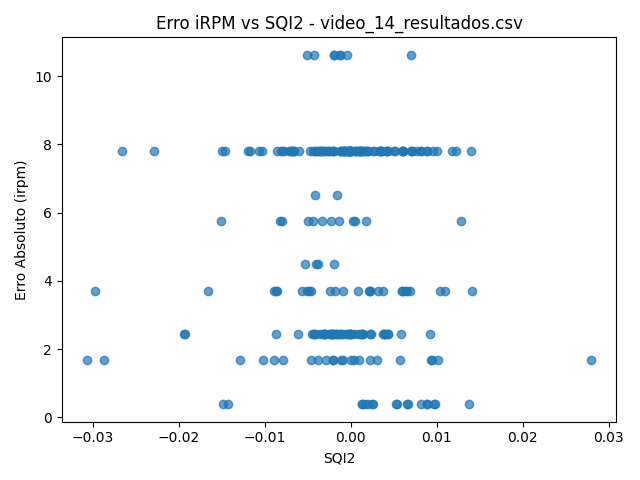 Erro iRPM vs SQI2 - video_14_resultados.csv
Erro Absoluto (irpm)
10
8
6
4
2
0
−0.03 −0.02 −0.01 0.00 0.01 0.02 0.03
SQI2